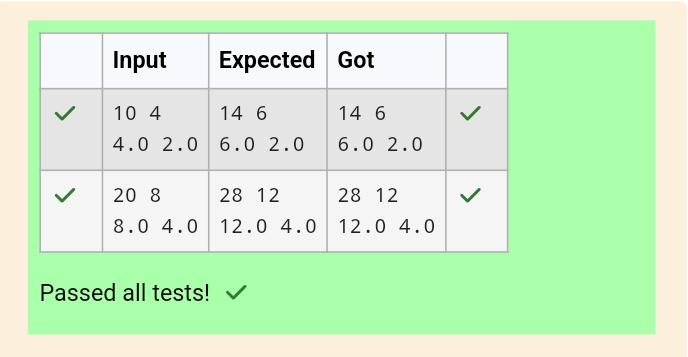 Input Expected Got
10 4 14 6 14 6
4.0 2.0 6.0 2.0 6.0 2.0
20 8 28 12 28 12
8.0 4.0 12.0 4.0 12.0 4.0
Passed all tests!